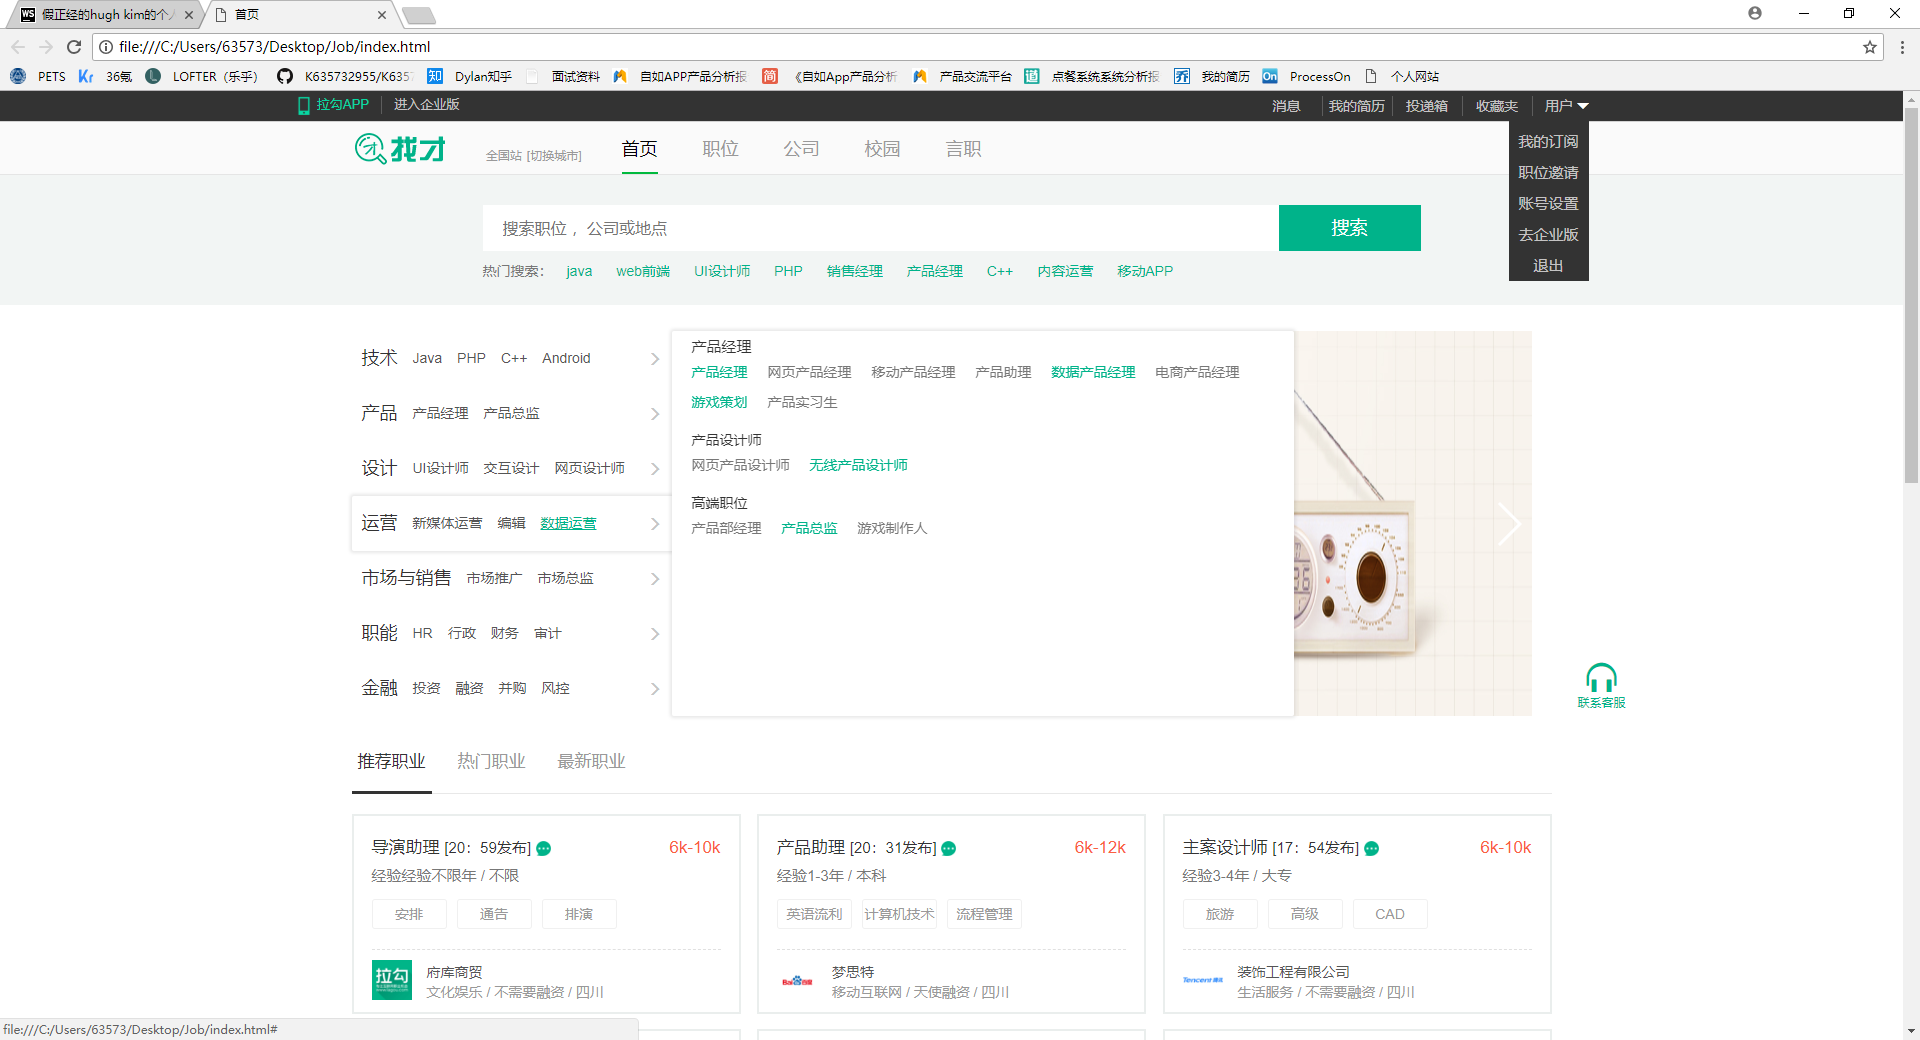 WS 假正经的hugh kim的个人
首页
file:///C:/Users/63573/Desktop/Job/index.html
PETS Kr 36氪 LOFTER (乐乎) K635732955/K6357 知 Dylan知乎 面试资料 自如APP产品分析报 简 《自如App产品分析 产品交流平台 道 点餐系统系统分析报 乔 我的简历 On ProcessOn 个人网站
拉勾APP 进入企业版 消息 我的简历 投递箱 收藏夹 用户
我的订阅
职位邀请
账号设置
去企业版
退出
找才 全国站 [切换城市] 首页 职位 公司 校园 言职
搜索职位 ，公司或地点 搜索
热门搜索： java web前端 UI设计师 PHP 销售经理 产品经理 C++ 内容运营 移动APP
技术 Java PHP C++ Android
产品 产品经理 产品总监
设计 UI设计师 交互设计 网页设计师
运营 新媒体运营 编辑 数据运营
市场与销售 市场推广 市场总监
职能 HR 行政 财务 审计
金融 投资 融资 并购 风控
产品经理
产品经理 网页产品经理 移动产品经理 产品助理 数据产品经理 电商产品经理
游戏策划 产品实习生
产品设计师
网页产品设计师 无线产品设计师
高端职位
产品部经理 产品总监 游戏制作人
联系客服
推荐职业 热门职业 最新职业
导演助理 [20：59发布] 6k-10k
经验经验不限年 / 不限
安排 通告 排演
拉勾
府库商贸
文化娱乐 / 不需要融资 / 四川
产品助理 [20：31发布] 6k-12k
经验1-3年 / 本科
英语流利 计算机技术 流程管理
Bai百度
梦思特
移动互联网 / 天使融资 / 四川
主案设计师 [17：54发布] 6k-10k
经验3-4年 / 大专
旅游 高级 CAD
Tencent 腾讯
装饰工程有限公司
生活服务 / 不需要融资 / 四川
file:///C:/Users/63573/Desktop/Job/index.html#